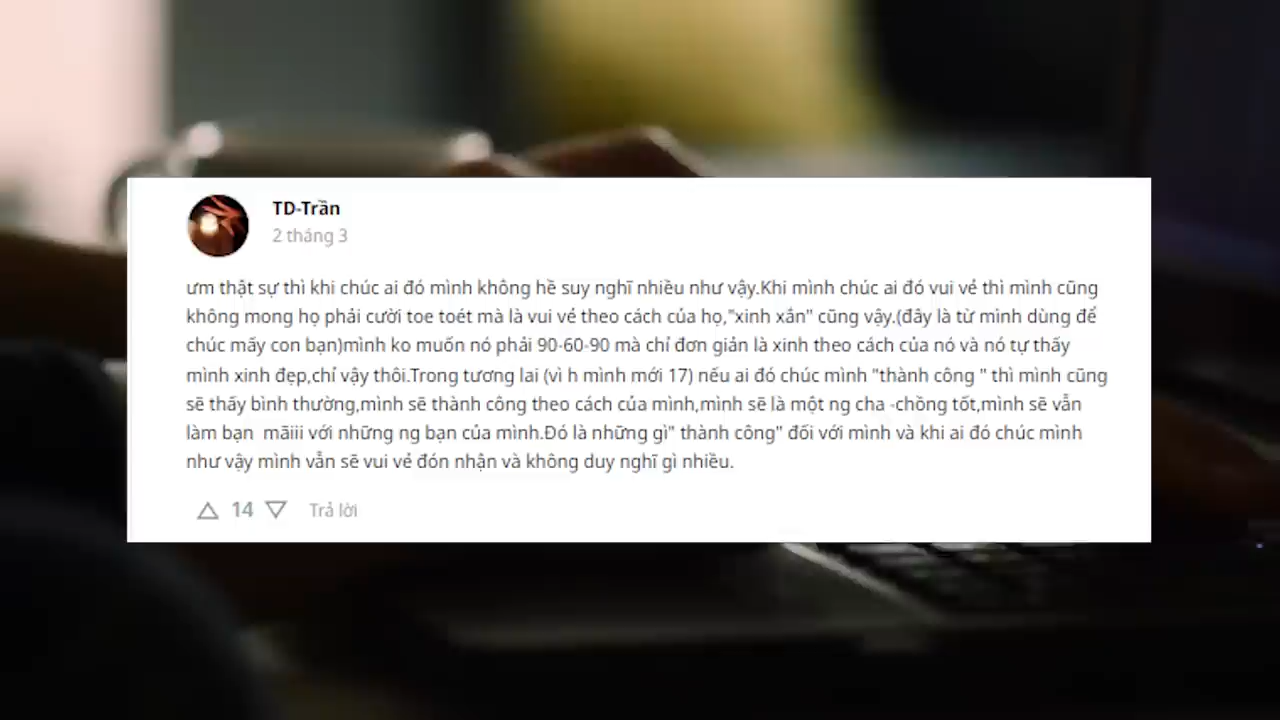 TD-Trần
2 tháng 3
ưm thật sự thì khi chúc ai đó mình không hề suy nghĩ nhiều như vậy.Khi mình chúc ai đó vui vẻ thì mình cũng
không mong họ phải cười toe toét mà là vui vẻ theo cách của họ,"xinh xắn" cũng vậy.(đây là từ mình dùng để
chúc mấy con bạn)mình ko muốn nó phải 90-60-90 mà chỉ đơn giản là xinh theo cách của nó và nó tự thấy
mình xinh đẹp,chỉ vậy thôi.Trong tương lai (vì h mình mới 17) nếu ai đó chúc mình "thành công " thì mình cũng
sẽ thấy bình thường,mình sẽ thành công theo cách của mình,mình sẽ là một ng cha -chồng tốt,mình sẽ vẫn
làm bạn  mãiii với những ng bạn của mình.Đó là những gì" thành công" đối với mình và khi ai đó chúc mình
như vậy mình vẫn sẽ vui vẻ đón nhận và không duy nghĩ gì nhiều.
14 Trả lời